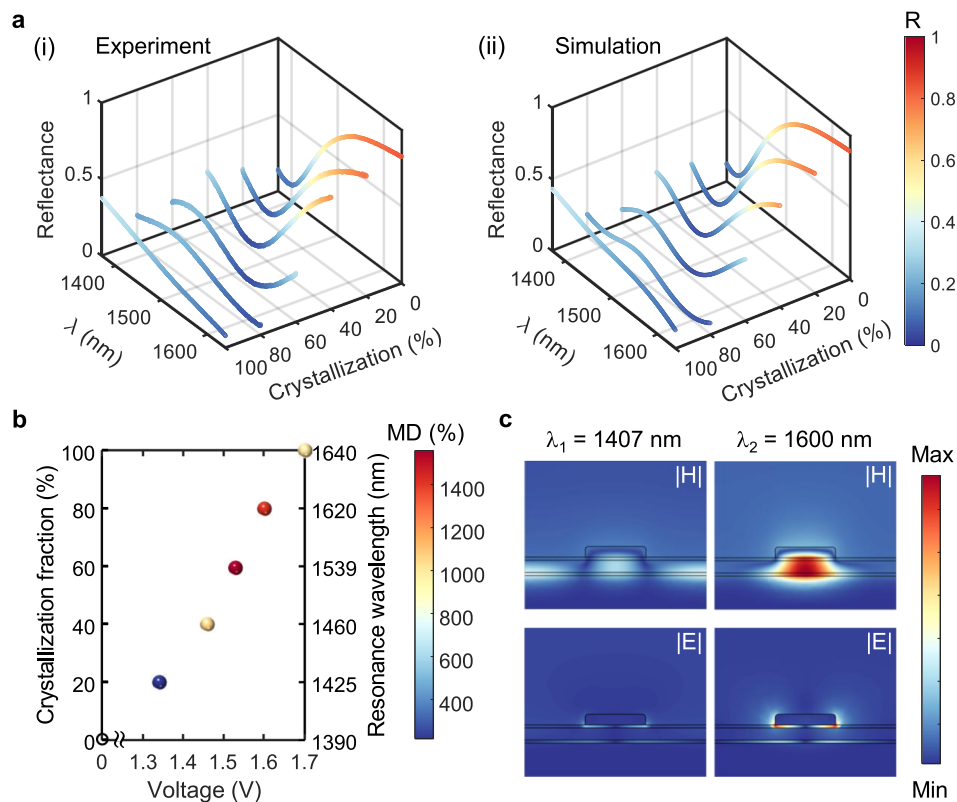 a
(i) Experiment
Reflectance
1
0.5
0
1400
1500
1600
λ (nm)
100
80
60
40
20
0
Crystallization (%)
(ii) Simulation
Reflectance
1
0.5
0
1400
1500
1600
λ (nm)
100
80
60
40
20
0
Crystallization (%)
R
1
0.8
0.6
0.4
0.2
0
b
Crystallization fraction (%)
100
80
60
40
20
0
0 1.3 1.4 1.5 1.6 1.7
Voltage (V)
1640
1620
1539
1460
1425
1390
Resonance wavelength (nm)
MD (%)
1400
1200
1000
800
600
400
c
λ1 = 1407 nm
λ2 = 1600 nm
|H|
|H|
|E|
|E|
Max
Min